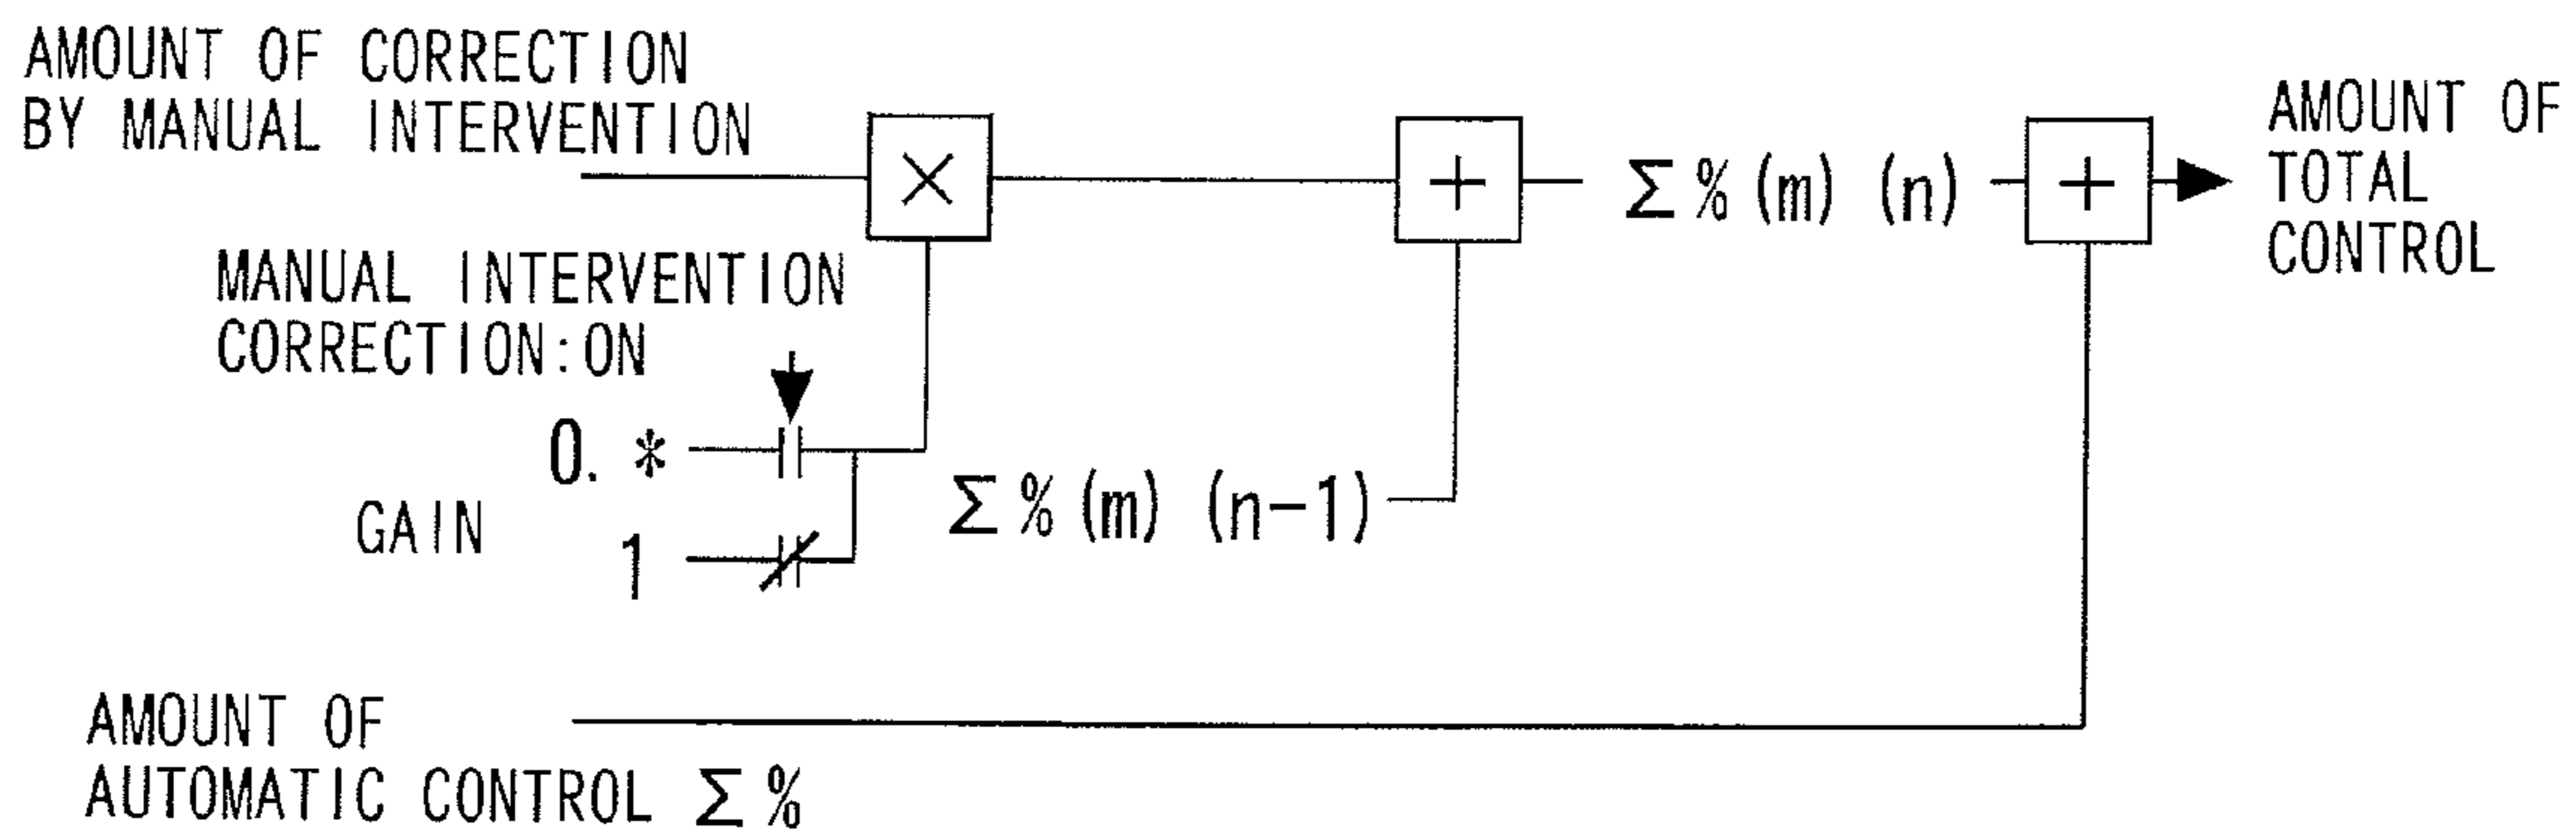 AMOUNT OF CORRECTION
BY MANUAL INTERVENTION
×
+
Σ%(m) (n)
+
AMOUNT OF
TOTAL
CONTROL
MANUAL INTERVENTION
CORRECTION:ON
0. *
GAIN
1
Σ%(m) (n-1)
AMOUNT OF
AUTOMATIC CONTROL Σ%